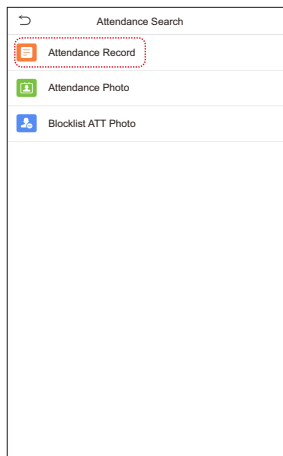 Attendance Search
Attendance Record
Attendance Photo
Blocklist ATT Photo